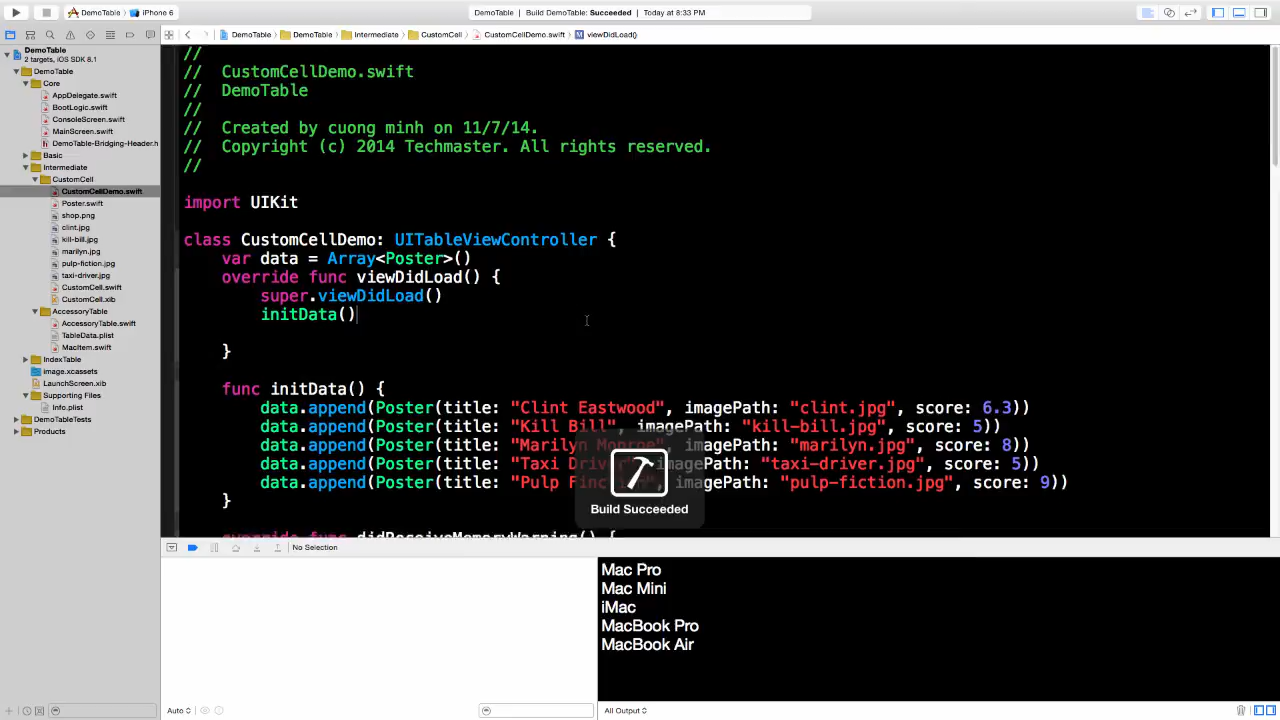 DemoTable
iPhone 6
DemoTable | Build DemoTable: Succeeded | Today at 8:33 PM
DemoTable
2 targets, iOS SDK 8.1
DemoTable
Core
AppDelegate.swift
BootLogic.swift
ConsoleScreen.swift
MainScreen.swift
DemoTable-Bridging-Header.h
Basic
Intermediate
CustomCell
CustomCellDemo.swift
Poster.swift
shop.png
clint.jpg
kill-bill.jpg
marilyn.jpg
pulp-fiction.jpg
taxi-driver.jpg
CustomCell.swift
CustomCell.xib
AccessoryTable
AccessoryTable.swift
TableData.plist
MacItem.swift
IndexTable
image.xcassets
LaunchScreen.xib
Supporting Files
Info.plist
DemoTableTests
Products
DemoTable DemoTable Intermediate CustomCell CustomCellDemo.swift M viewDidLoad()
//
// CustomCellDemo.swift
// DemoTable
//
// Created by cuong minh on 11/7/14.
// Copyright (c) 2014 Techmaster. All rights reserved.
//
import UIKit
class CustomCellDemo: UITableViewController {
var data = Array<Poster>()
override func viewDidLoad() {
super.viewDidLoad()
initData()
}
func initData() {
data.append(Poster(title: "Clint Eastwood", imagePath: "clint.jpg", score: 6.3))
data.append(Poster(title: "Kill Bill", imagePath: "kill-bill.jpg", score: 5))
data.append(Poster(title: "Marilyn Monroe", imagePath: "marilyn.jpg", score: 8))
data.append(Poster(title: "Taxi Driver", imagePath: "taxi-driver.jpg", score: 5))
data.append(Poster(title: "Pulp imagePath: "pulp-fiction.jpg", score: 9))
}
override func didReceiveMemoryWarning() {
Build Succeeded
No Selection
Mac Pro
Mac Mini
iMac
MacBook Pro
MacBook Air
Auto
All Output